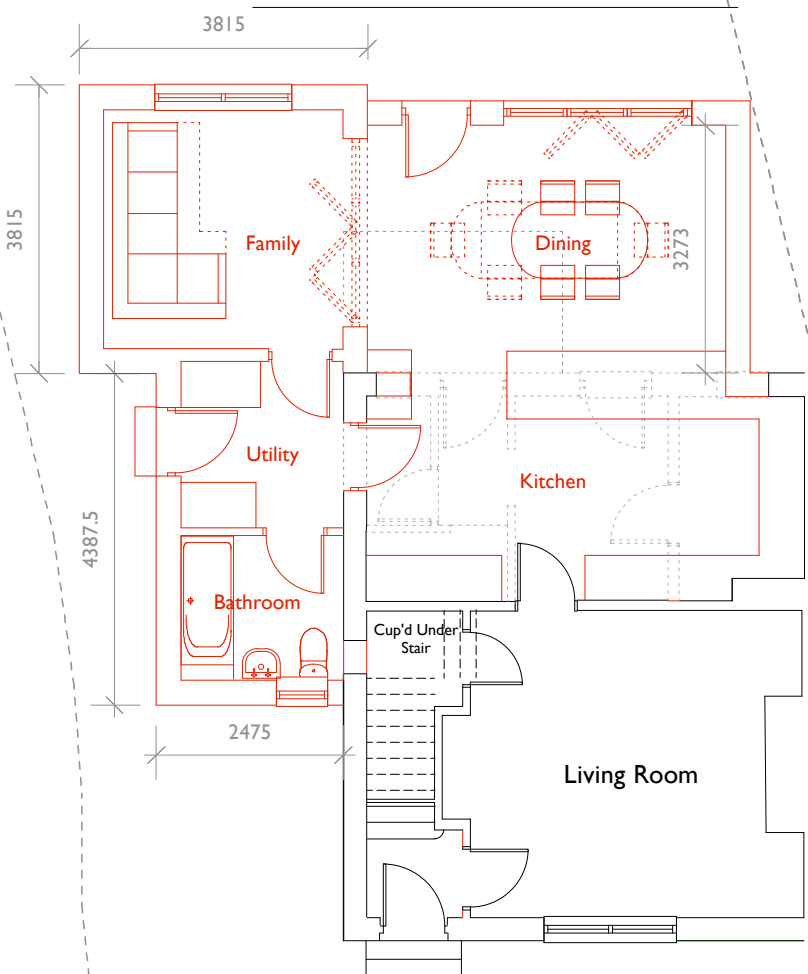 3815
3815
Family
Dining
3273
Utility
Kitchen
4387.5
Bathroom
Cup'd Under
Stair
2475
Living Room